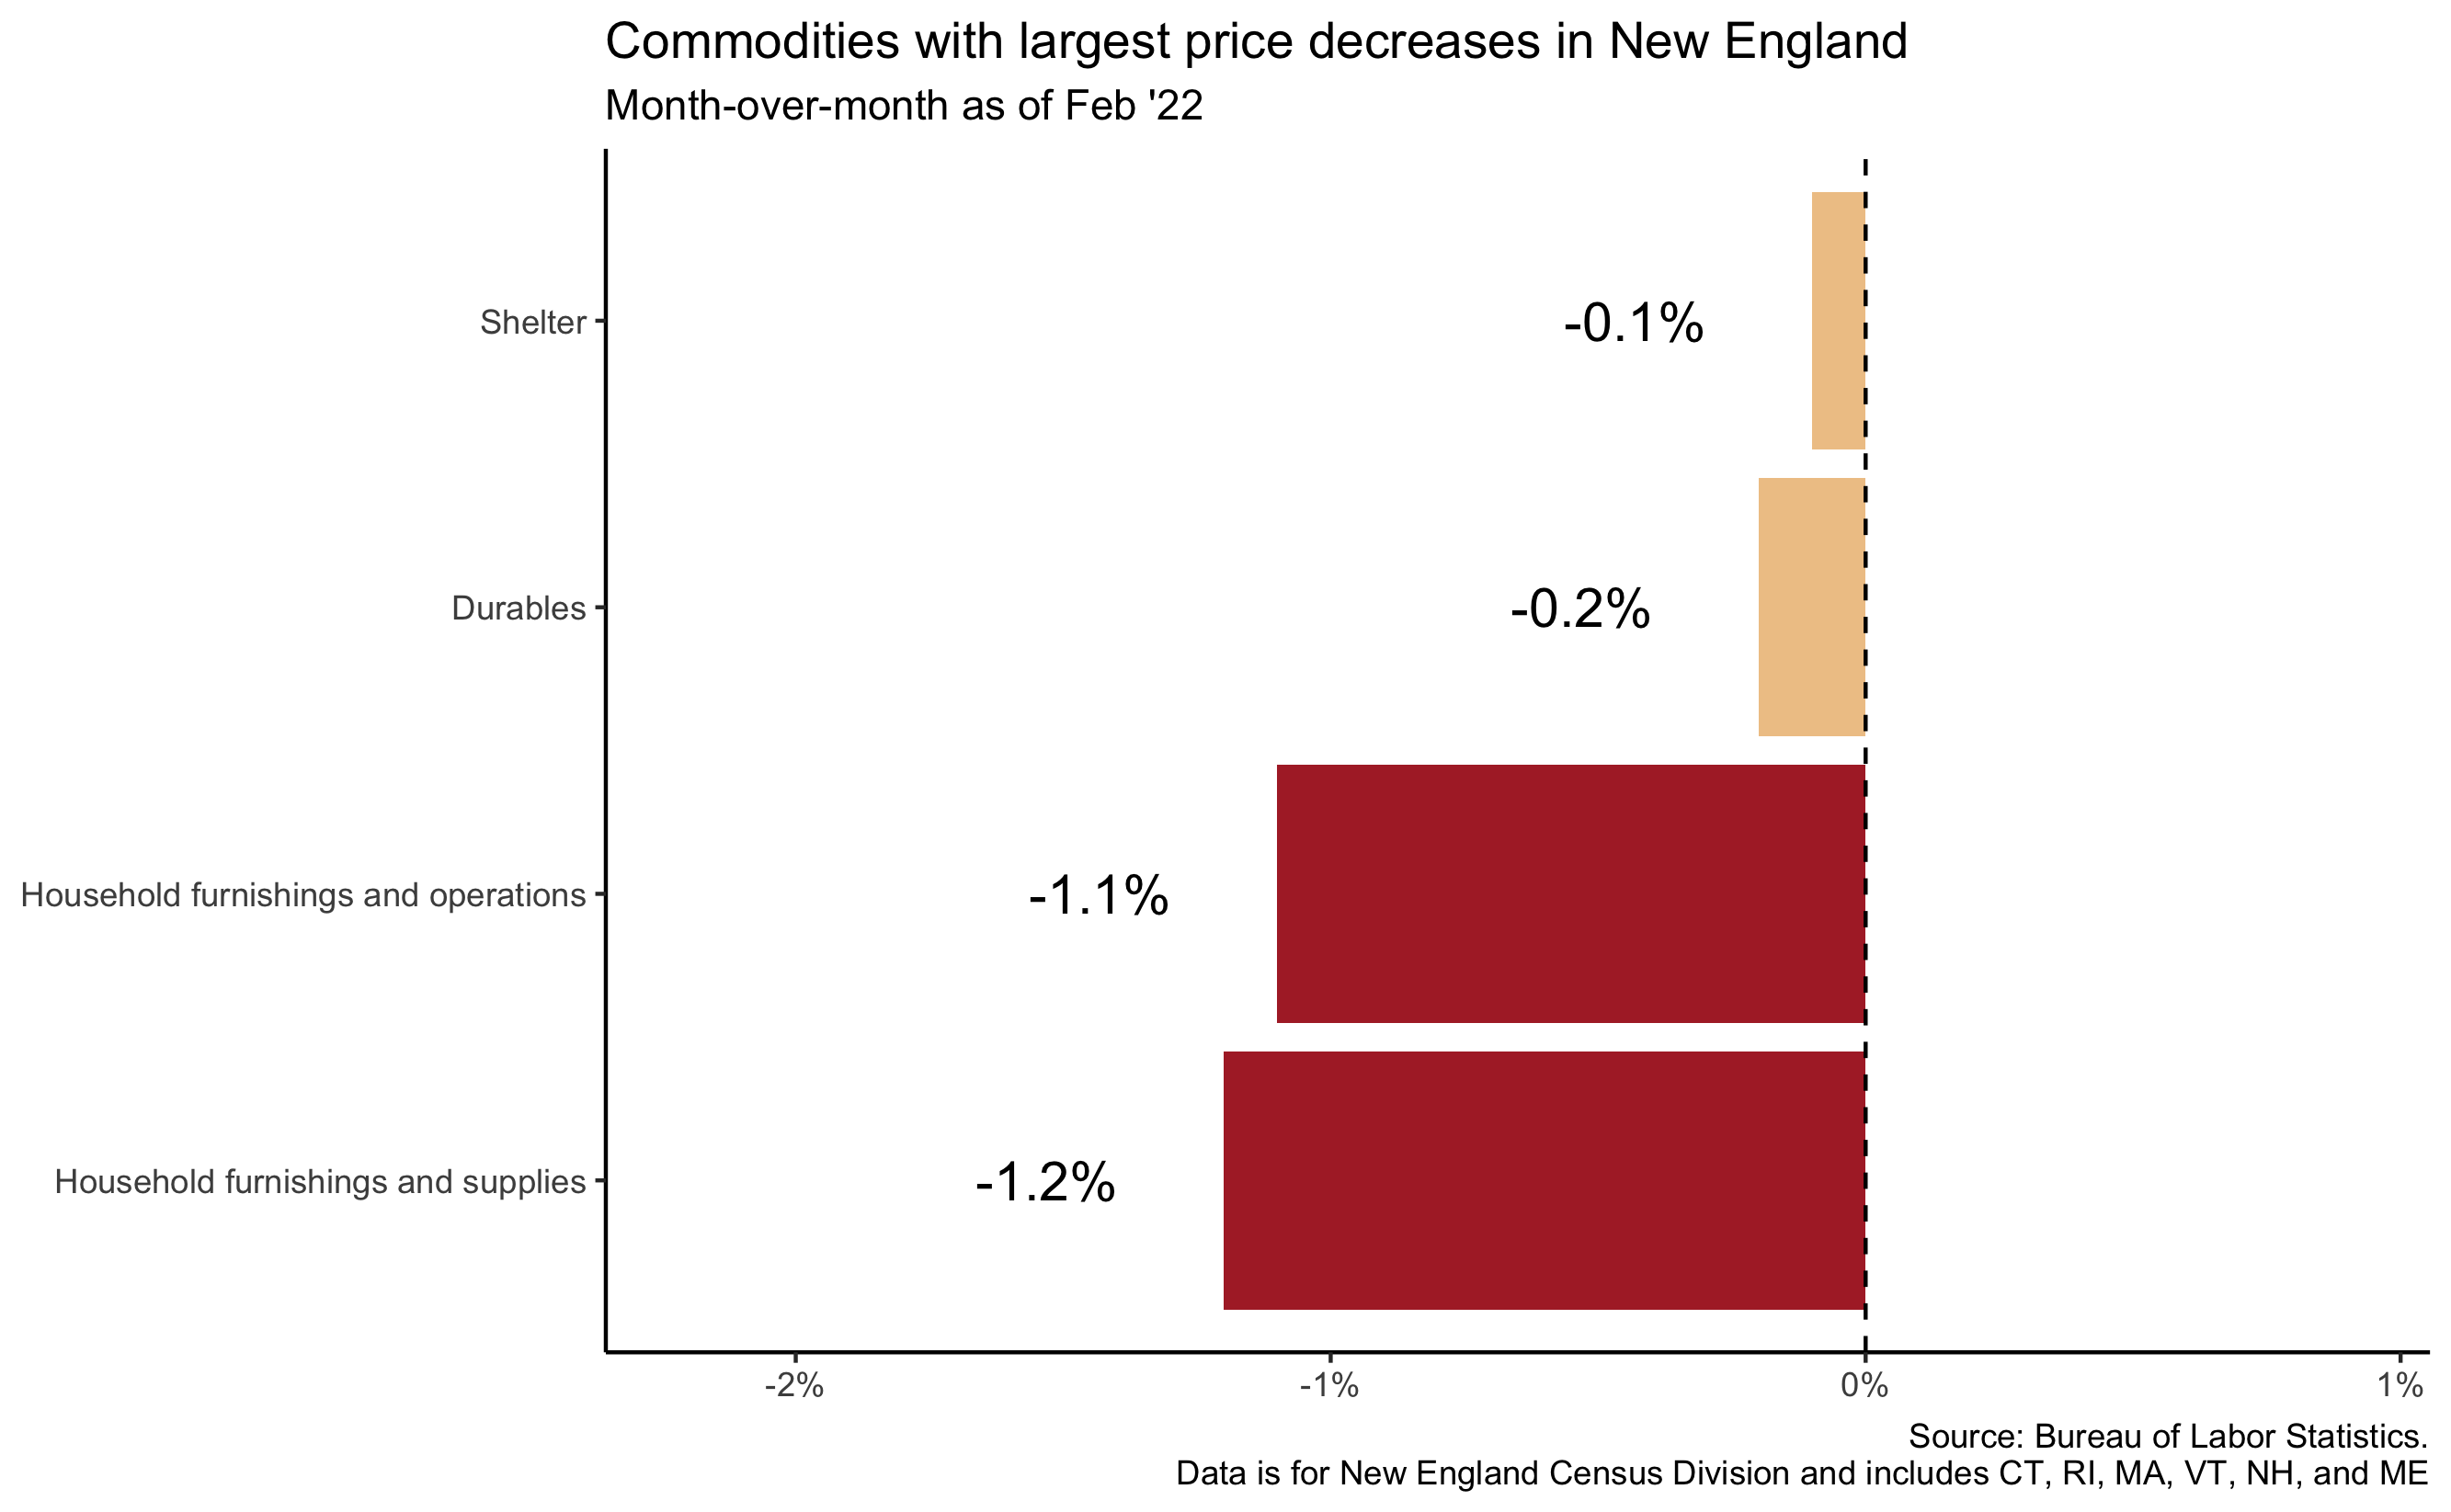 Commodities with largest price decreases in New England
Month-over-month as of Feb '22
Shelter
-0.1%
Durables
-0.2%
Household furnishings and operations
-1.1%
Household furnishings and supplies
-1.2%
-2%
-1%
0%
1%
Source: Bureau of Labor Statistics.
Data is for New England Census Division and includes CT, RI, MA, VT, NH, and ME